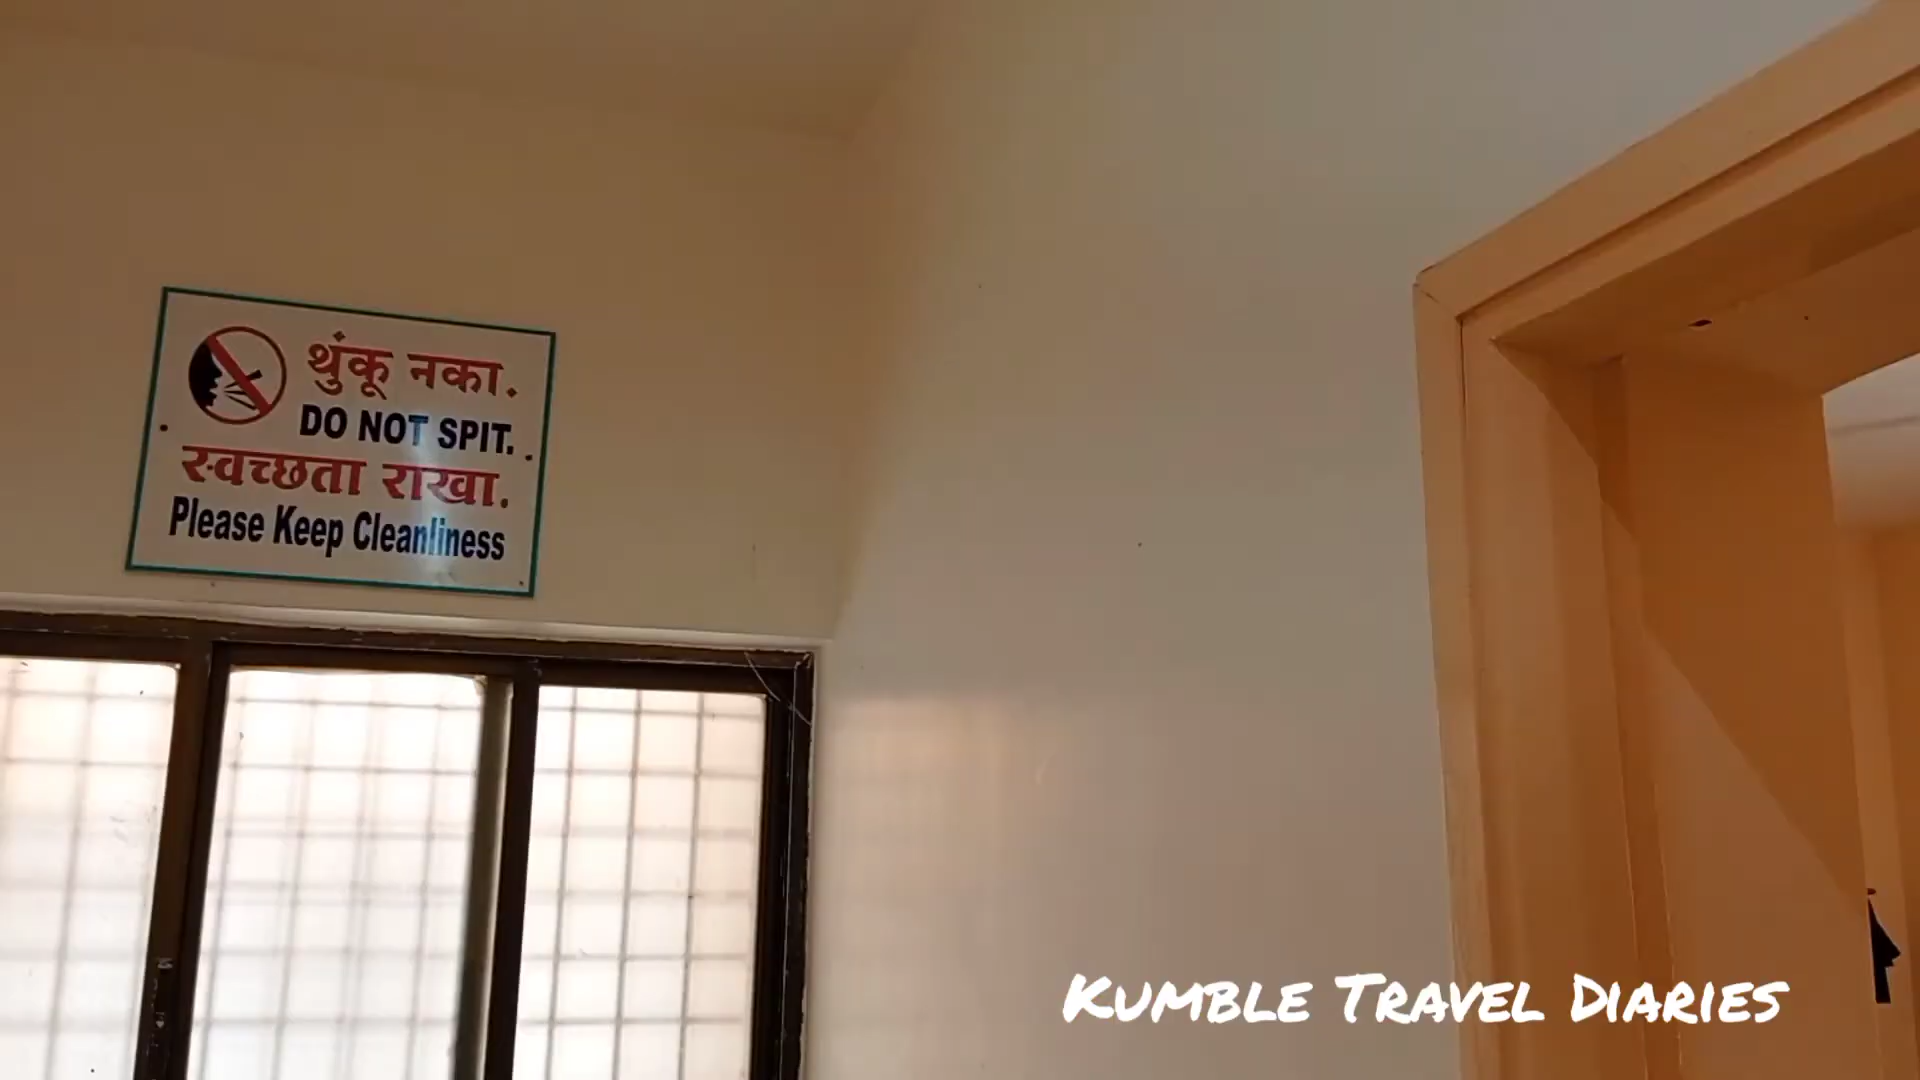 थुंकू नका.
DO NOT SPIT.
स्वच्छता राखा.
Please Keep Cleanliness
KUMBLE TRAVEL DIARIES